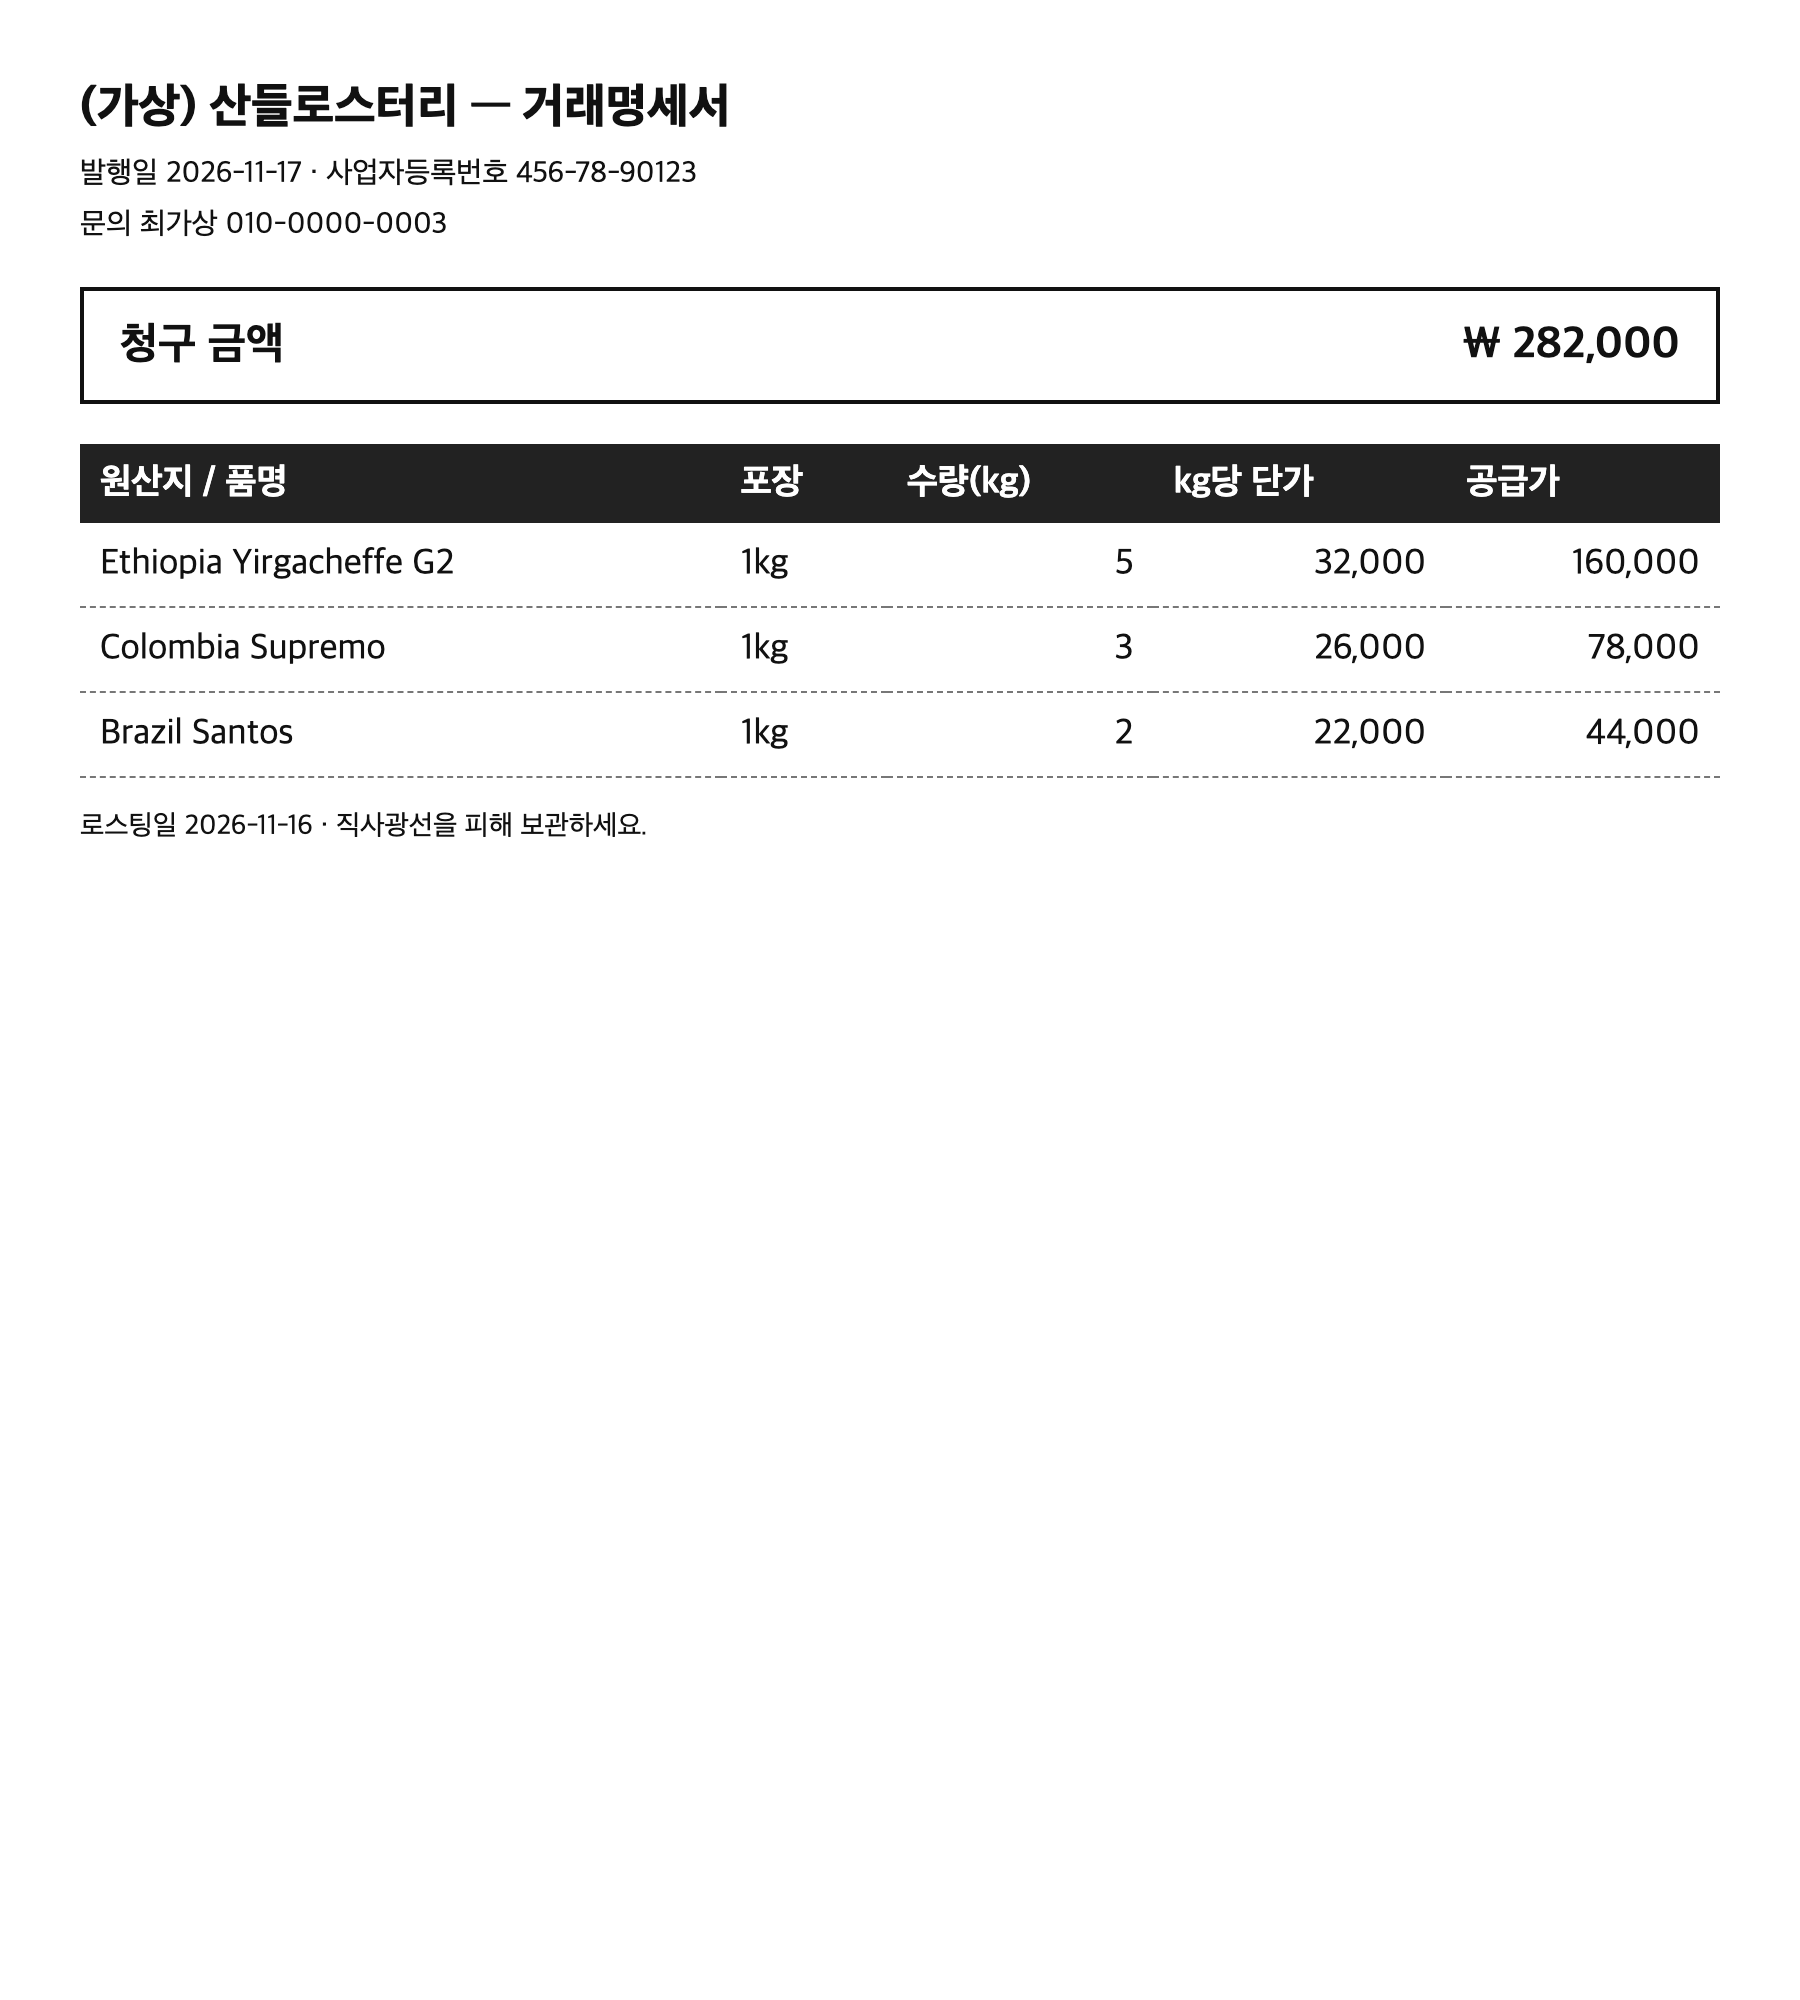 (가상) 산들로스터리 — 거래명세서
발행일 2026-11-17 · 사업자등록번호 456-78-90123
문의 최가상 010-0000-0003
청구 금액 ₩ 282,000
원산지 / 품명 포장 수량(kg) kg당 단가 공급가
Ethiopia Yirgacheffe G2 1kg 5 32,000 160,000
Colombia Supremo 1kg 3 26,000 78,000
Brazil Santos 1kg 2 22,000 44,000
로스팅일 2026-11-16 · 직사광선을 피해 보관하세요.